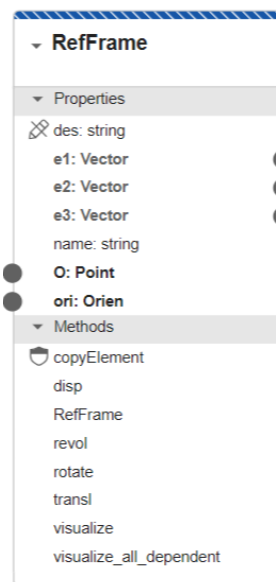 RefFrame
Properties
des: string
e1: Vector
e2: Vector
e3: Vector
name: string
O: Point
ori: Orien
Methods
copyElement
disp
RefFrame
revol
rotate
transl
visualize
visualize_all_dependent